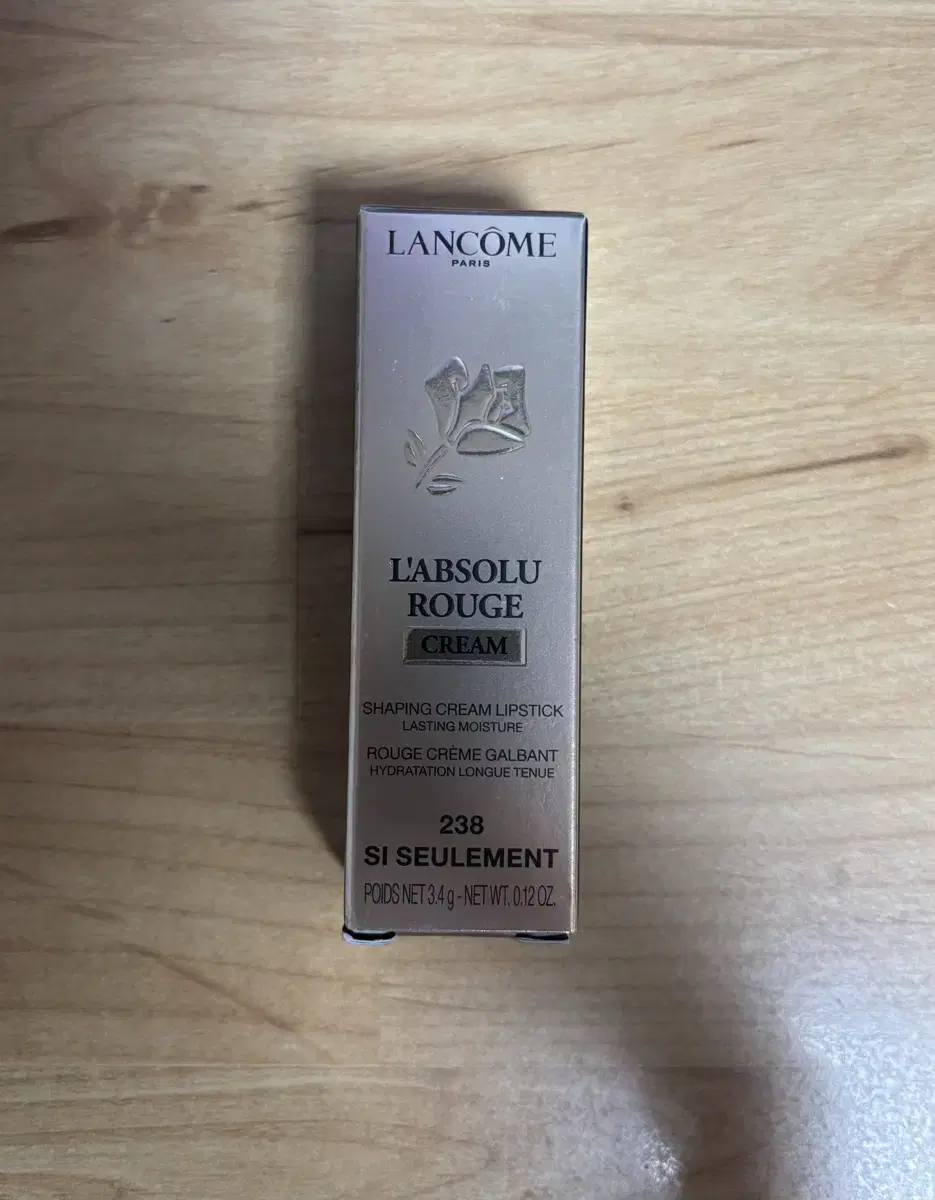 LANCÔME
PARIS
L'ABSOLU
ROUGE
CREAM
SHAPING CREAM LIPSTICK
LASTING MOISTURE
ROUGE CRÈME GALBANT
HYDRATATION LONGUE TENUE
238
SI SEULEMENT
POIDS NET 3.4 g - NET WT. 0.12 OZ.